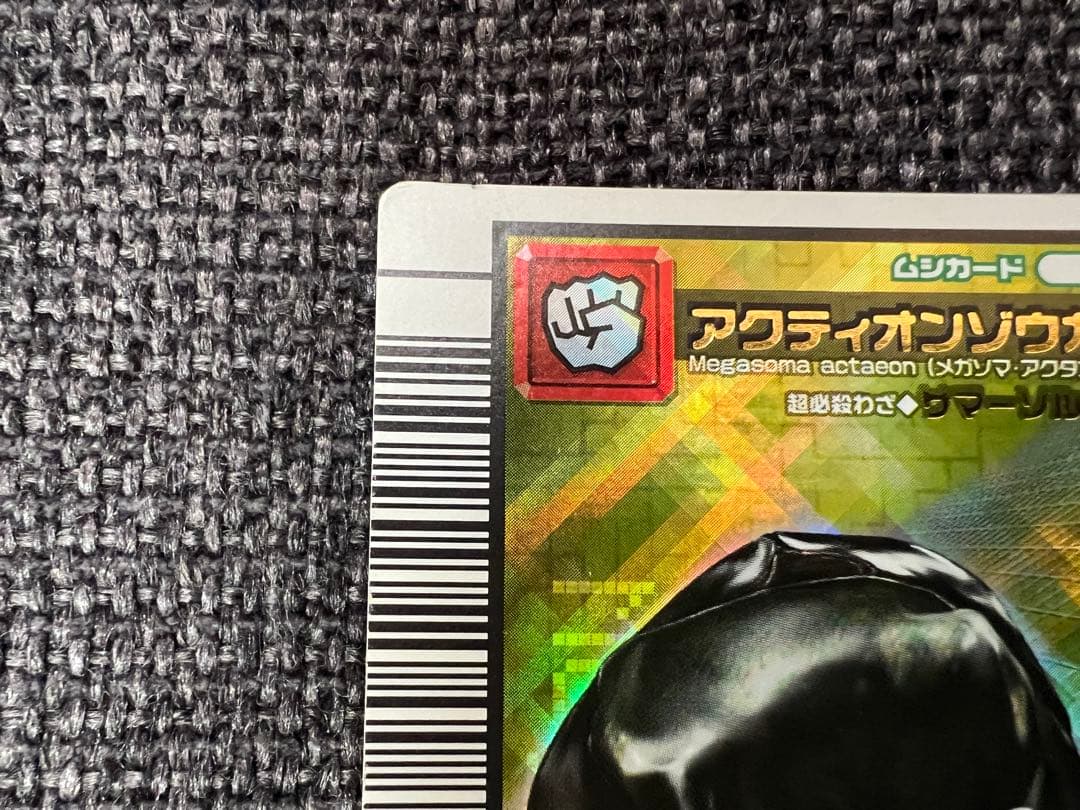 ムシカード
アクティオンゾウカ
Megasoma actaeon (メガソマ・アクタ
超必殺わざ◆サマーソル